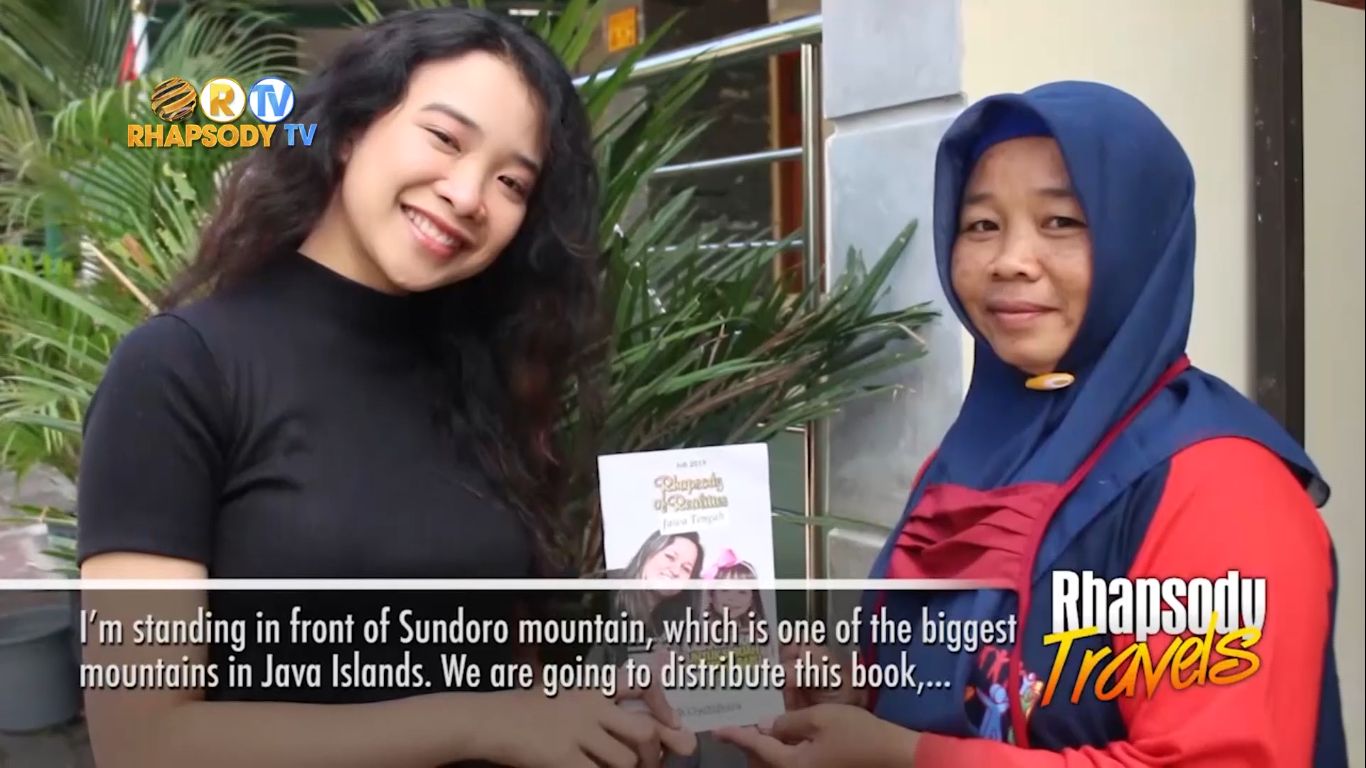 R TV
RHAPSODY TV
Juli 2019
Rhapsody
of Realities
Jawa Tengah
I'm standing in front of Sundoro mountain, which is one of the biggest
mountains in Java Islands. We are going to distribute this book,...
Rhapsody
Travels